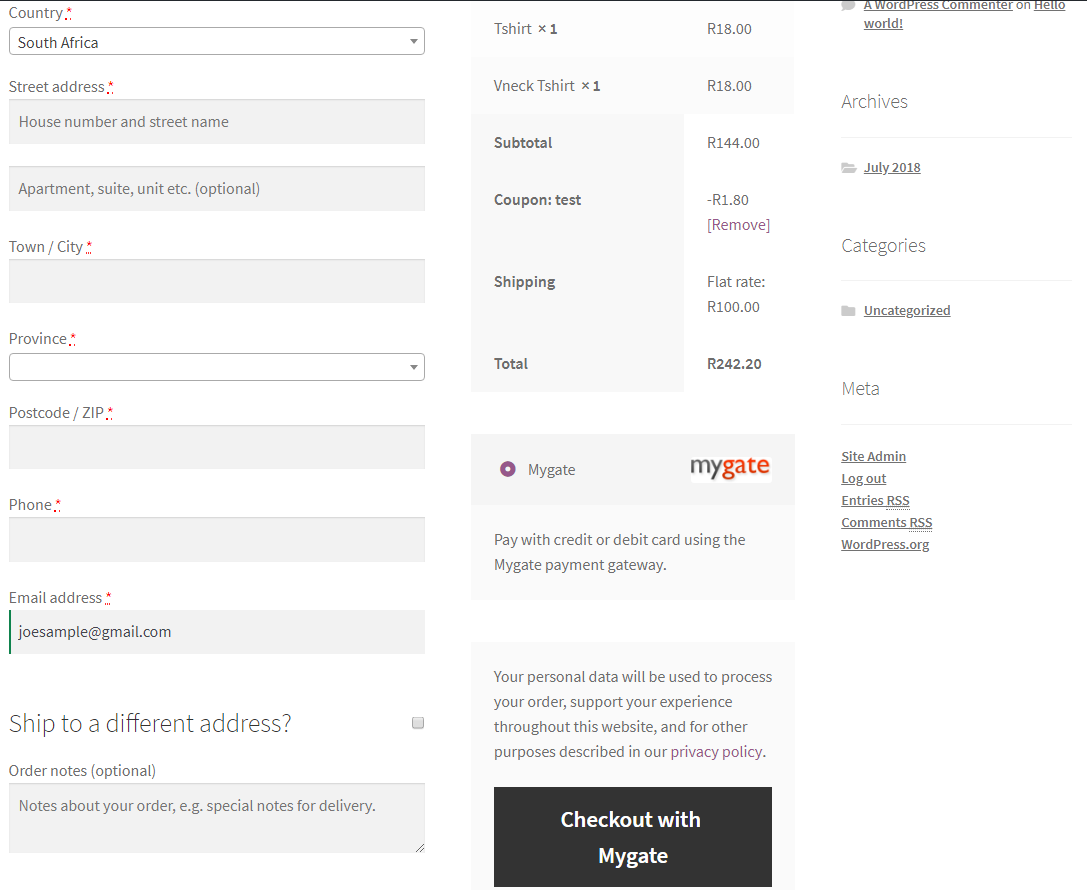 Country *
South Africa
Street address *
House number and street name
Apartment, suite, unit etc. (optional)
Town / City *
Province *
Postcode / ZIP *
Phone *
Email address *
joesample@gmail.com
Ship to a different address?
Order notes (optional)
Notes about your order, e.g. special notes for delivery.
Tshirt × 1 R18.00
Vneck Tshirt × 1 R18.00
Subtotal R144.00
Coupon: test -R1.80
[Remove]
Shipping Flat rate:
R100.00
Total R242.20
Mygate mygate
Pay with credit or debit card using the
Mygate payment gateway.
Your personal data will be used to process
your order, support your experience
throughout this website, and for other
purposes described in our privacy policy.
Checkout with
Mygate
A WordPress Commenter on Hello
world!
Archives
July 2018
Categories
Uncategorized
Meta
Site Admin
Log out
Entries RSS
Comments RSS
WordPress.org